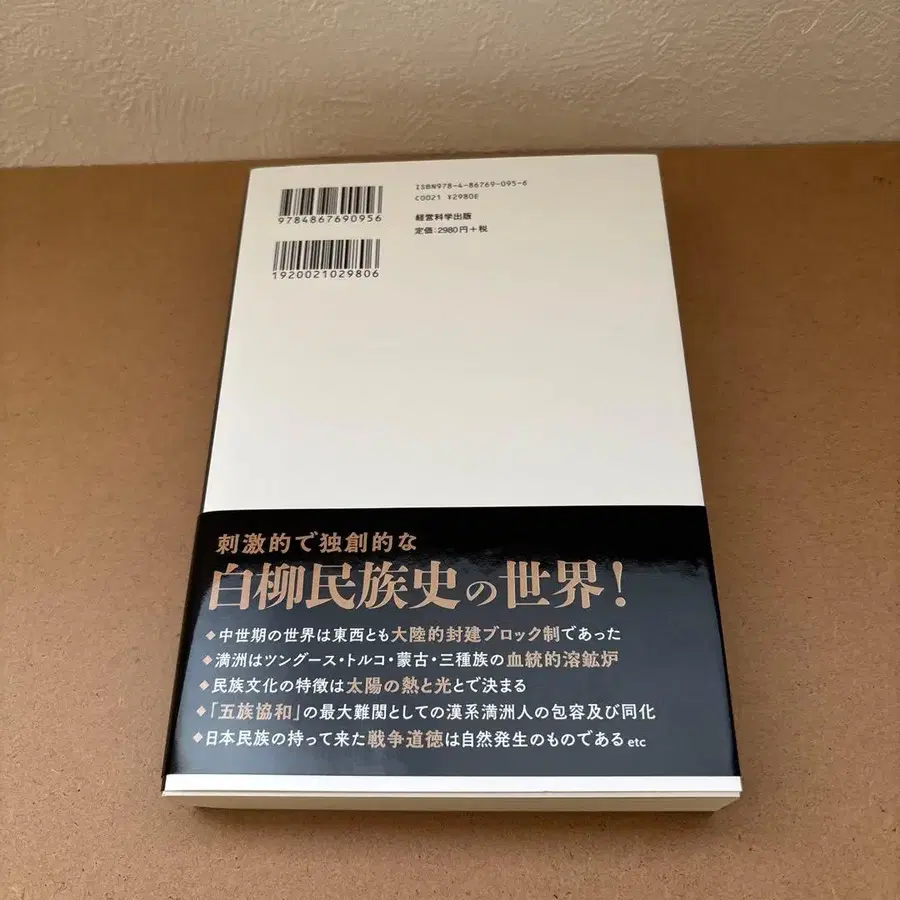 9784867690956
1920021029806
ISBN978-4-86769-095-6
C0021 ¥2980E
経営科学出版
定価：2980円＋税
刺激的で独創的な
白柳民族史の世界！
◆中世期の世界は東西とも大陸的封建ブロック制であった
◆満洲はツングース・トルコ・蒙古・三種族の血統的溶鉱炉
◆民族文化の特徴は太陽の熱と光とで決まる
◆「五族協和」の最大難関としての漢系満洲人の包容及び同化
◆日本民族の持って来た戦争道徳は自然発生のものである etc